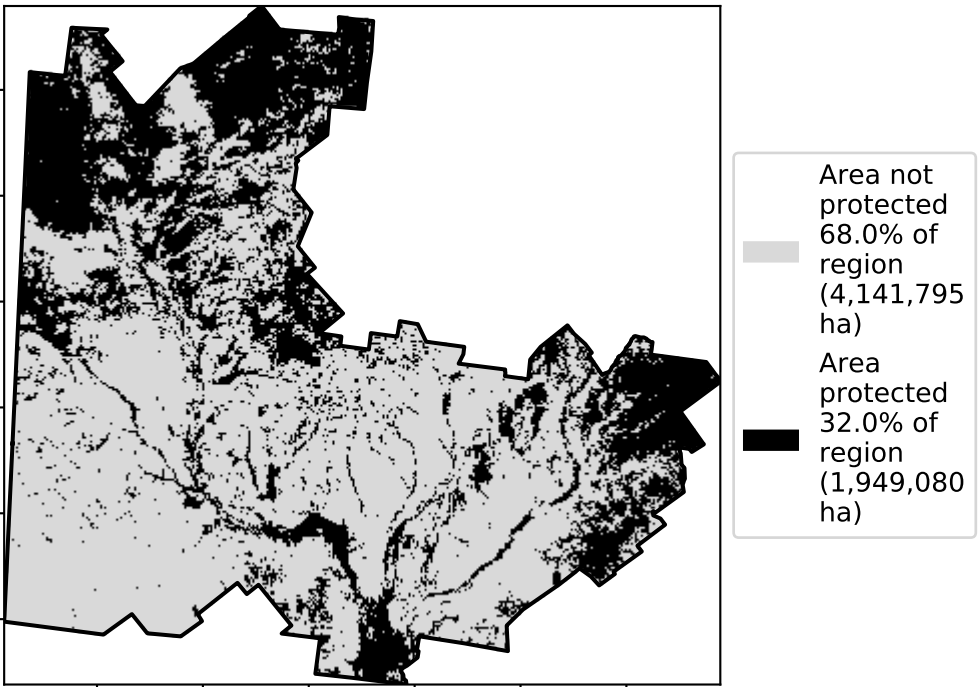 Area not
protected
68.0% of
region
(4,141,795
ha)
Area
protected
32.0% of
region
(1,949,080
ha)